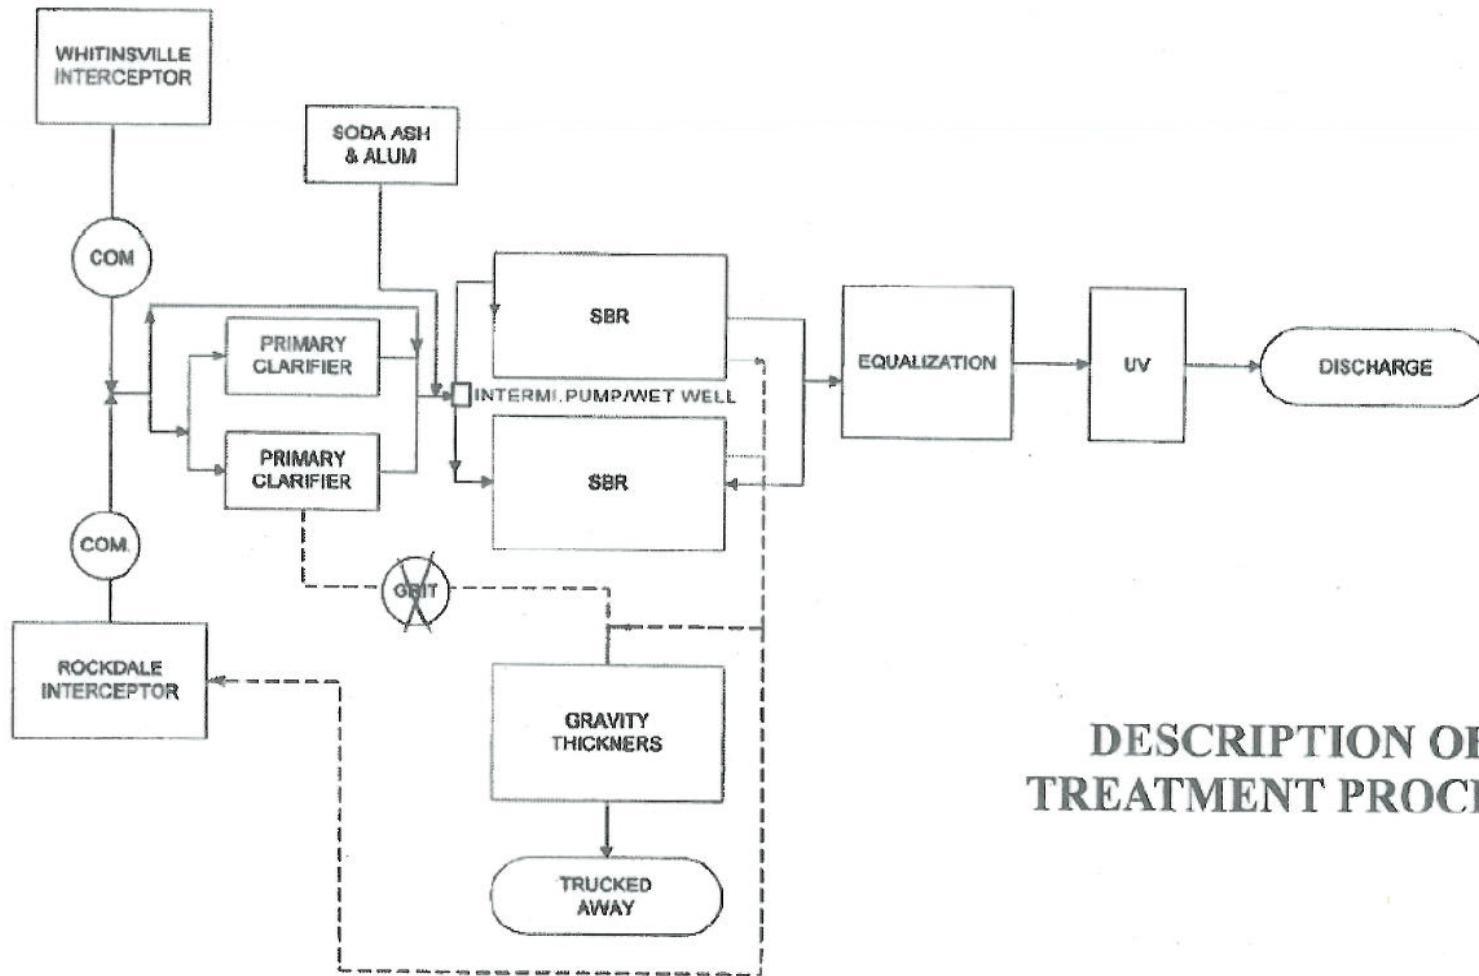 WHITINSVILLE
INTERCEPTOR
SODA ASH
& ALUM
COM
SBR
PRIMARY
CLARIFIER
EQUALIZATION
UV
DISCHARGE
INTERMI.PUMP/WET WELL
PRIMARY
CLARIFIER
SBR
COM.
GRIT
ROCKDALE
INTERCEPTOR
GRAVITY
THICKNERS
DESCRIPTION OF
TREATMENT PROCE
TRUCKED
AWAY